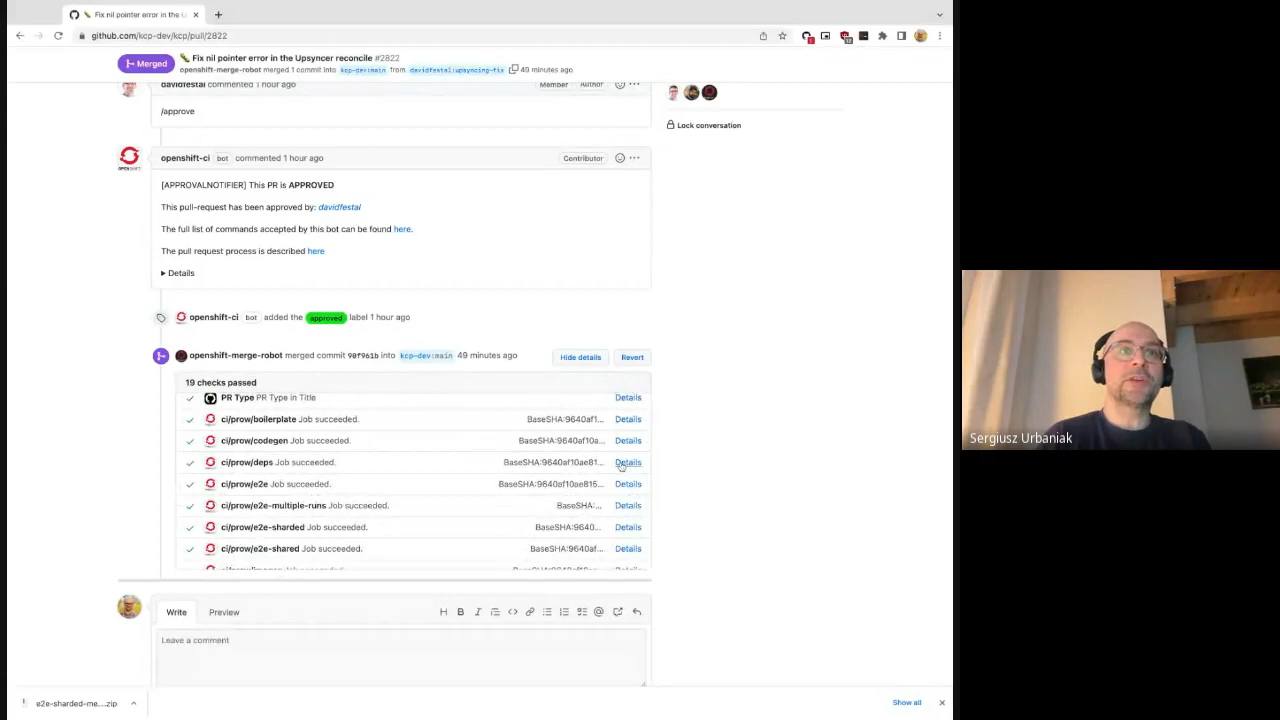 Fix nil pointer error in the U
github.com/kcp-dev/kcp/pull/2822
Merged
Fix nil pointer error in the Upsyncer reconcile #2822
openshift-merge-robot merged 1 commit into kcp-dev:main from davidfestal:upsyncing-fix 49 minutes ago
davidfestal commented 1 hour ago Member Author
/approve
Lock conversation
OPENSHIFT
openshift-ci bot commented 1 hour ago Contributor
[APPROVALNOTIFIER] This PR is APPROVED
This pull-request has been approved by: davidfestal
The full list of commands accepted by this bot can be found here.
The pull request process is described here
Details
openshift-ci bot added the approved label 1 hour ago
openshift-merge-robot merged commit 90f961b into kcp-dev:main 49 minutes ago Hide details Revert
19 checks passed
PR Type PR Type in Title Details
ci/prow/boilerplate Job succeeded. BaseSHA:9640af1... Details
ci/prow/codegen Job succeeded. BaseSHA:9640af10a... Details
ci/prow/deps Job succeeded. BaseSHA:9640af10ae81... Details
ci/prow/e2e Job succeeded. BaseSHA:9640af10ae815... Details
ci/prow/e2e-multiple-runs Job succeeded. BaseSHA:... Details
ci/prow/e2e-sharded Job succeeded. BaseSHA:9640... Details
ci/prow/e2e-shared Job succeeded. BaseSHA:9640af... Details
Write Preview
Leave a comment
e2e-sharded-me....zip
Show all
Sergiusz Urbaniak